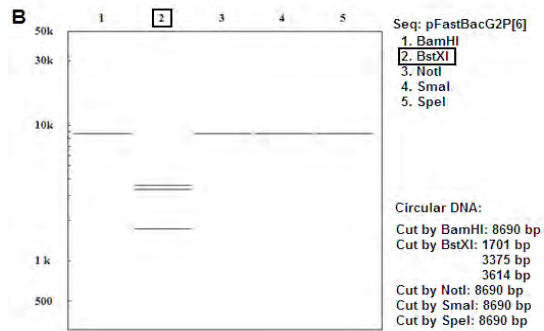 B
1 2 3 4 5
50k
30k
10k
1 k
500
Seq: pFastBacG2P[6]
1. BamHI
2. BstXI
3. NotI
4. SmaI
5. SpeI
Circular DNA:
Cut by BamHI: 8690 bp
Cut by BstXI: 1701 bp
3375 bp
3614 bp
Cut by NotI: 8690 bp
Cut by SmaI: 8690 bp
Cut by SpeI: 8690 bp